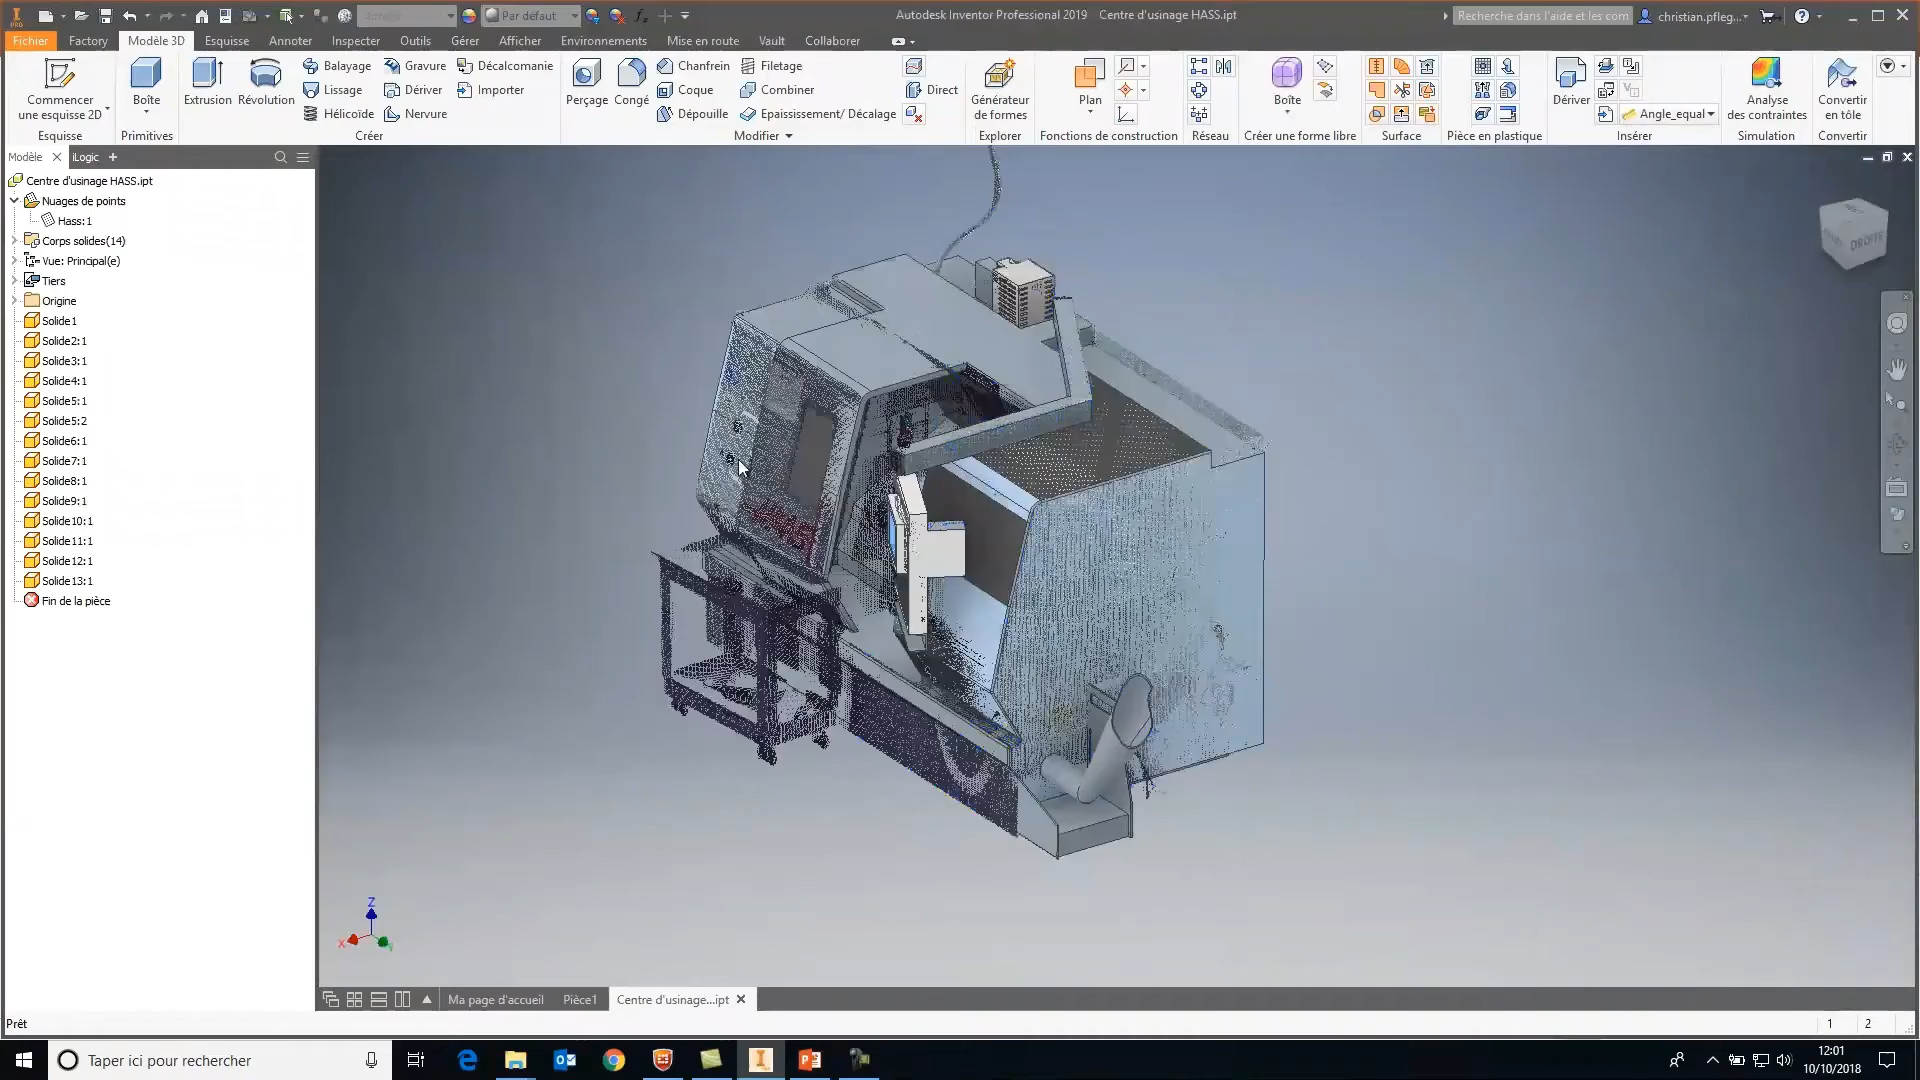 PRO
Par défaut
Autodesk Inventor Professional 2019 Centre d'usinage HASS.ipt
Recherche dans l'aide et les com
christian.pfleg...
Fichier Factory Modèle 3D Esquisse Annoter Inspecter Outils Gérer Afficher Environnements Mise en route Vault Collaborer
Commencer
une esquisse 2D
Esquisse
Boîte
Primitives
Extrusion Révolution
Balayage Gravure Décalcomanie
Lissage Dériver Importer
Hélicoïde Nervure
Créer
Perçage Congé
Chanfrein Filetage
Coque Combiner Direct
Dépouille Epaississement/ Décalage
Modifier
Générateur
de formes
Explorer
Plan
Fonctions de construction
Réseau
Boîte
Créer une forme libre
Surface
Pièce en plastique
Dériver
Angle_equal
Insérer
Analyse
des contraintes
Simulation
Convertir
en tôle
Convertir
Modèle iLogic
Centre d'usinage HASS.ipt
Nuages de points
Hass:1
Corps solides(14)
Vue: Principal(e)
Tiers
Origine
Solide1
Solide2:1
Solide3:1
Solide4:1
Solide5:1
Solide5:2
Solide6:1
Solide7:1
Solide8:1
Solide9:1
Solide10:1
Solide11:1
Solide12:1
Solide13:1
Fin de la pièce
DROITE
Z
X
Ma page d'accueil Pièce1 Centre d'usinage...ipt
Prêt
1 2
Taper ici pour rechercher
12:01
10/10/2018